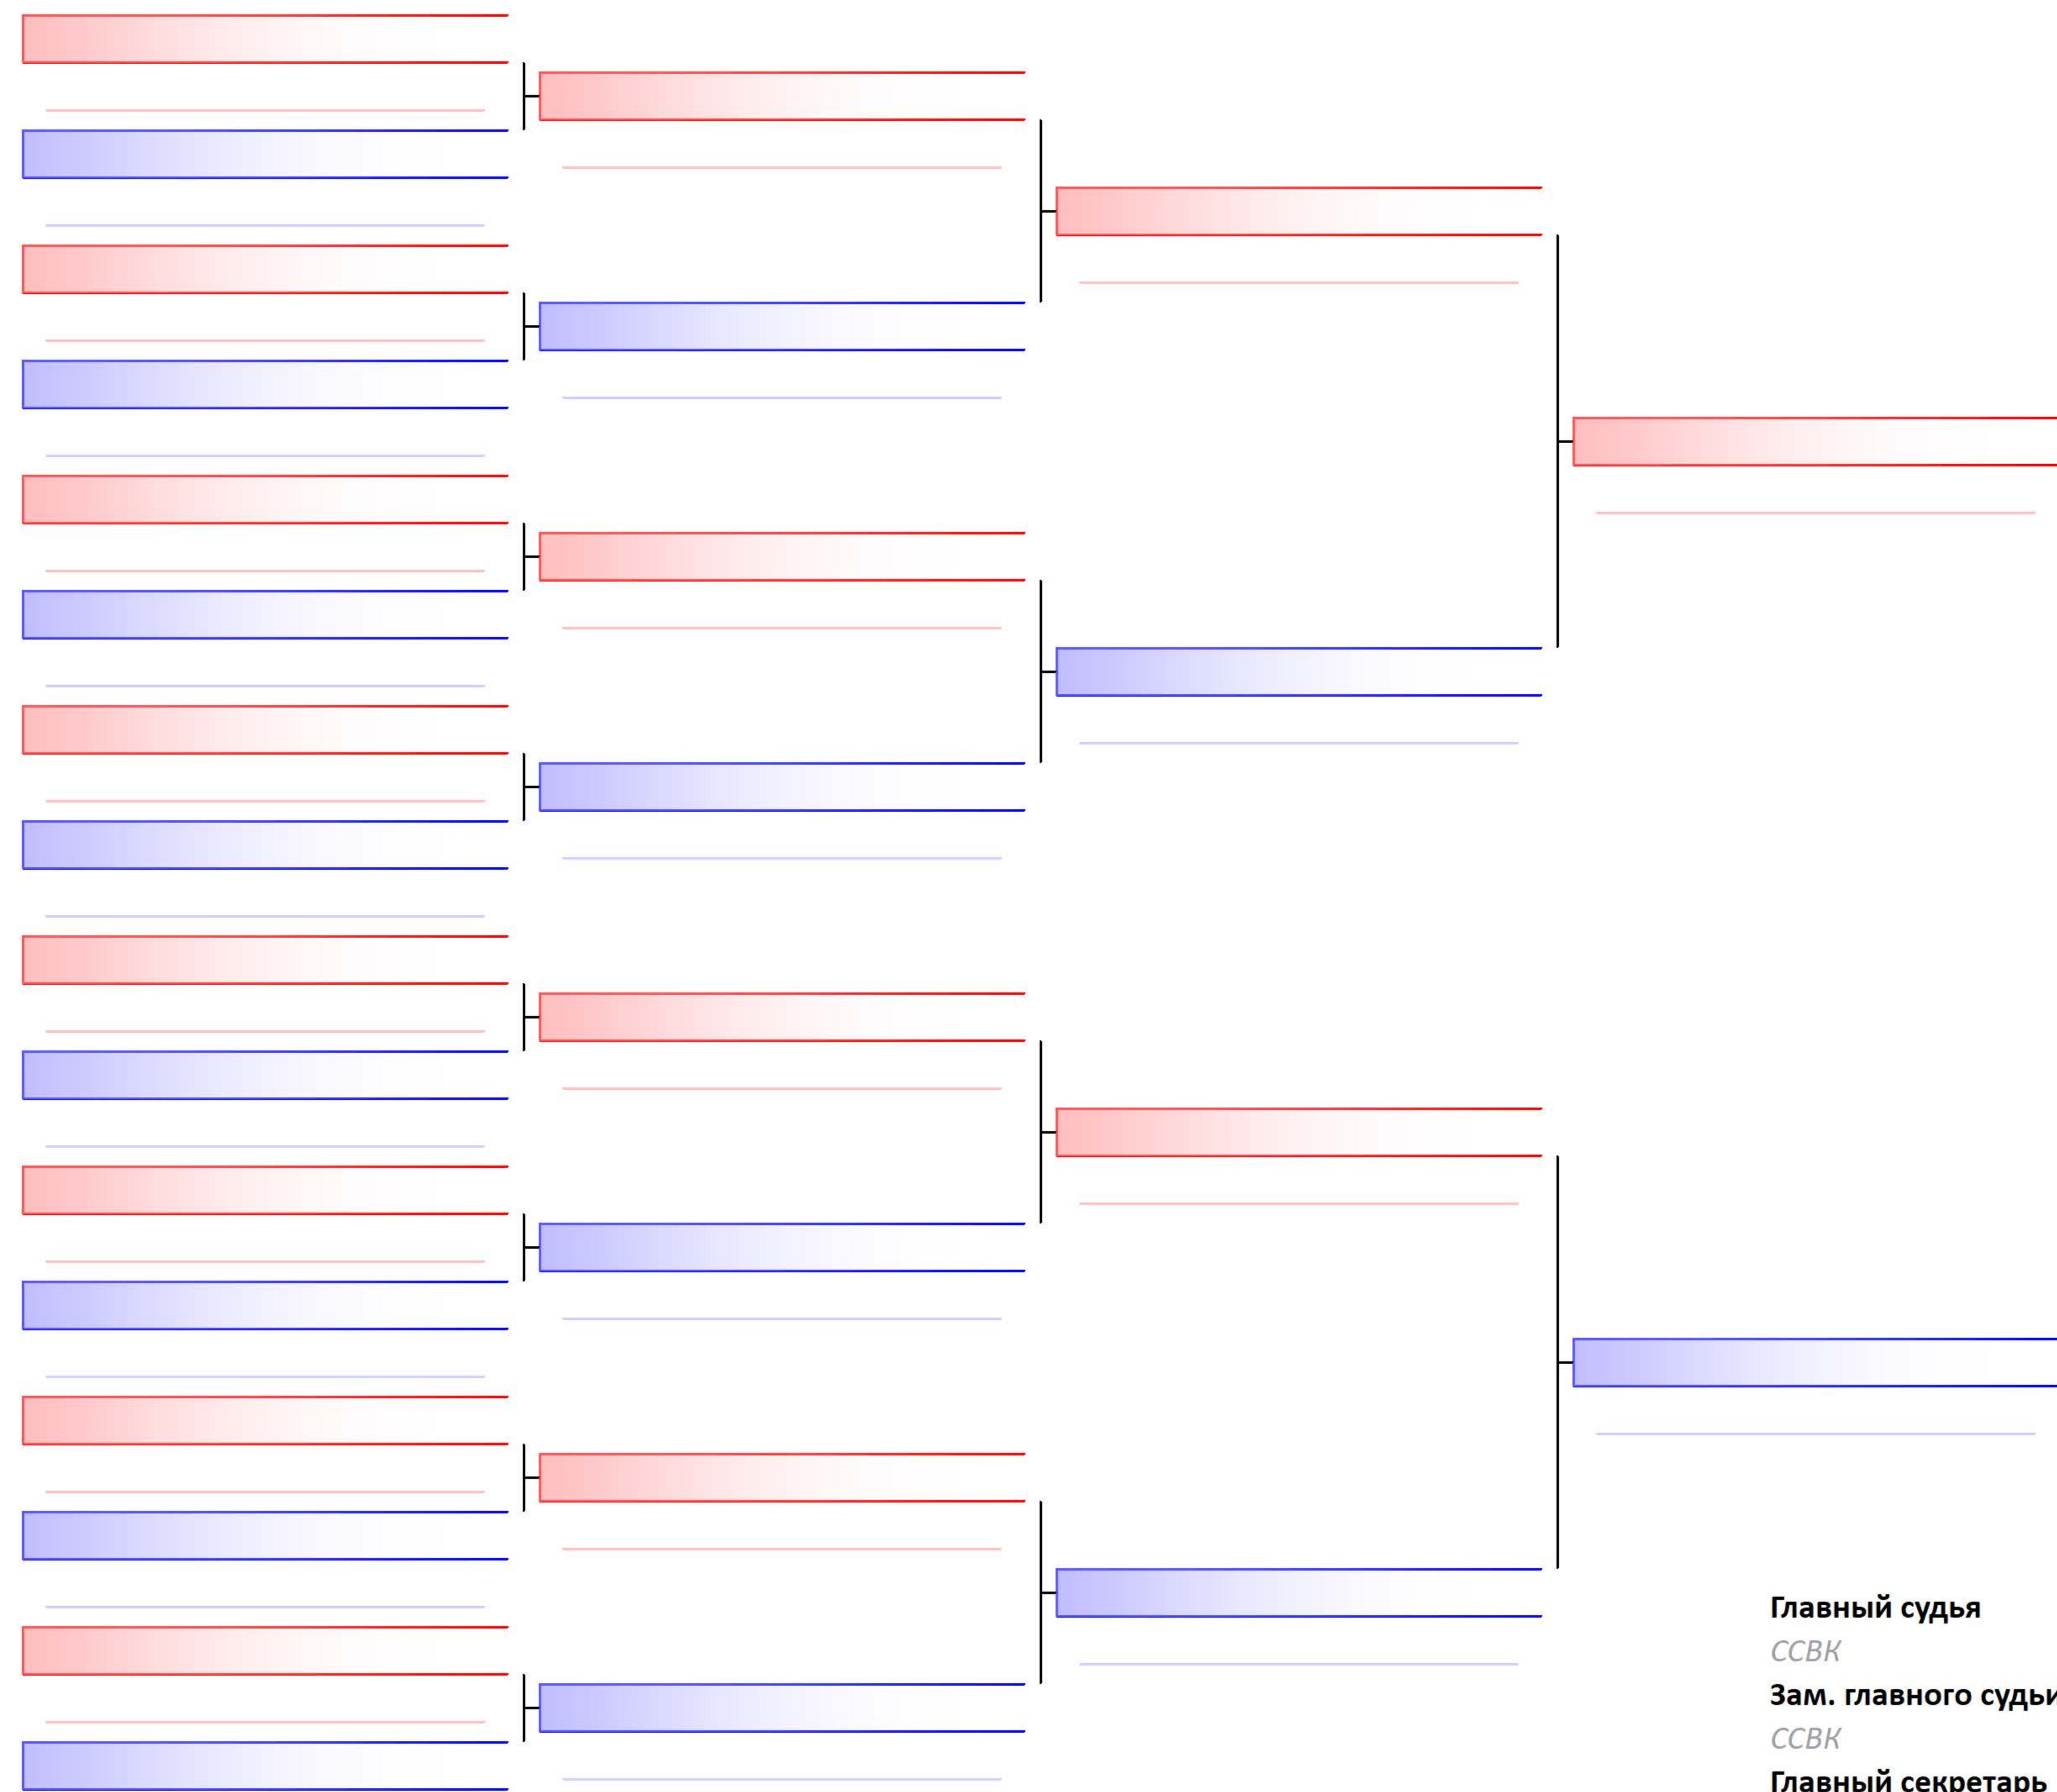 Главный судья
ССВК
Зам. главного судьи
ССВК
Главный секретарь